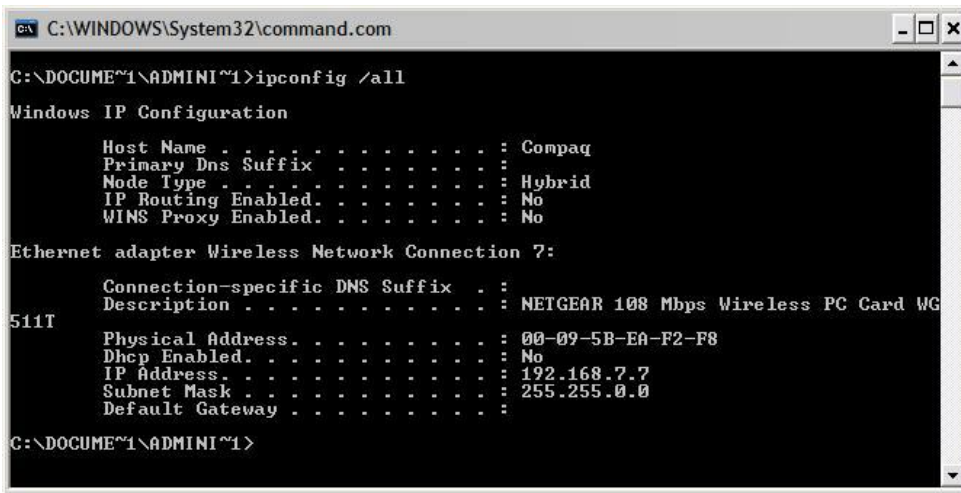 C:\WINDOWS\System32\command.com
C:\DOCUME~1\ADMINI~1>ipconfig /all
Windows IP Configuration
Host Name . . . . . . . . . . . . : Compaq
Primary Dns Suffix . . . . . . . :
Node Type . . . . . . . . . . . . : Hybrid
IP Routing Enabled. . . . . . . . : No
WINS Proxy Enabled. . . . . . . . : No
Ethernet adapter Wireless Network Connection 7:
Connection-specific DNS Suffix . :
Description . . . . . . . . . . . : NETGEAR 108 Mbps Wireless PC Card WG
511T
Physical Address. . . . . . . . . : 00-09-5B-EA-F2-F8
Dhcp Enabled. . . . . . . . . . . : No
IP Address. . . . . . . . . . . . : 192.168.7.7
Subnet Mask . . . . . . . . . . . : 255.255.0.0
Default Gateway . . . . . . . . . :
C:\DOCUME~1\ADMINI~1>